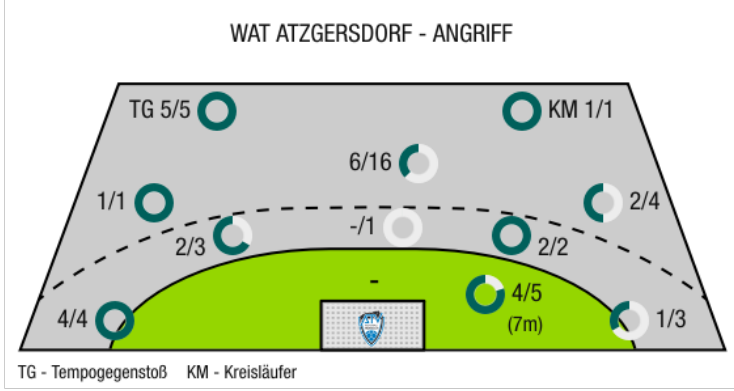 WAT ATZGERSDORF - ANGRIFF
TG 5/5
KM 1/1
6/16
1/1
2/4
2/3
-/1
2/2
-
4/4
4/5
(7m)
1/3
TG - Tempogegenstoß KM - Kreisläufer